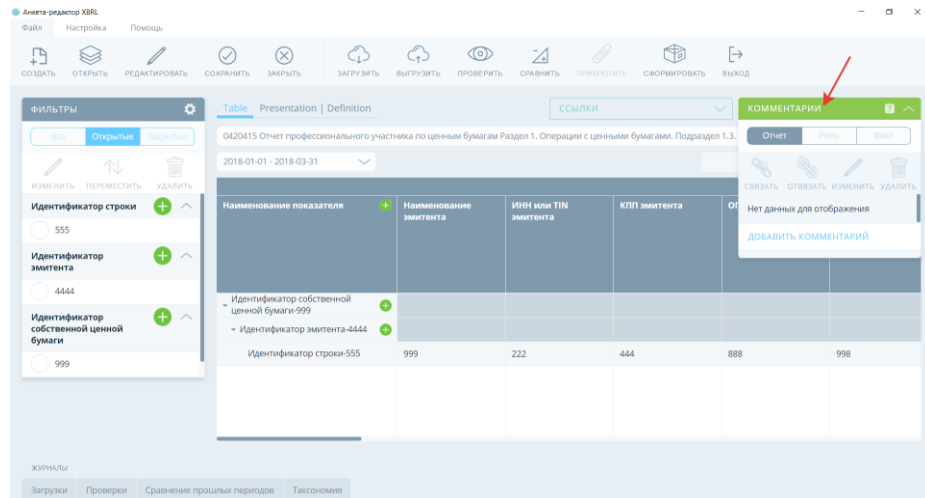 Анкета-редактор XBRL
Файл Настройка Помощь
СОЗДАТЬ ОТКРЫТЬ РЕДАКТИРОВАТЬ СОХРАНИТЬ ЗАКРЫТЬ ЗАГРУЗИТЬ ВЫГРУЗИТЬ ПРОВЕРИТЬ СРАВНИТЬ ПРИКРЕПИТЬ СФОРМИРОВАТЬ ВЫХОД
ФИЛЬТРЫ
Все Открытые Закрытые
ИЗМЕНИТЬ ПЕРЕМЕСТИТЬ УДАЛИТЬ
Идентификатор строки
555
Идентификатор
эмитента
4444
Идентификатор
собственной ценной
бумаги
999
Table Presentation | Definition
ССЫЛКИ
0420415 Отчет профессионального участника по ценным бумагам Раздел 1. Операции с ценными бумагами. Подраздел 1.3.
2018-01-01 - 2018-03-31
Наименование показателя
Наименование
эмитента
ИНН или TIN
эмитента
КПП эмитента
Идентификатор собственной
ценной бумаги-999
Идентификатор эмитента-4444
Идентификатор строки-555 999 222 444 888 998
КОММЕНТАРИИ
Отчет Роль Факт
СВЯЗАТЬ ОТВЯЗАТЬ ИЗМЕНИТЬ УДАЛИТЬ
Нет данных для отображения
ДОБАВИТЬ КОММЕНТАРИЙ
ЖУРНАЛЫ
Загрузки Проверки Сравнение прошлых периодов Таксономия